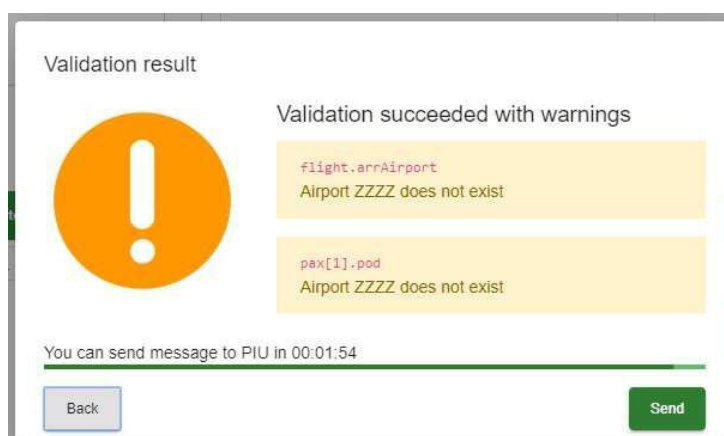 Validation result
Validation succeeded with warnings
flight.arrAirport
Airport ZZZZ does not exist
pax[1].pod
Airport ZZZZ does not exist
You can send message to PIU in 00:01:54
Back
Send